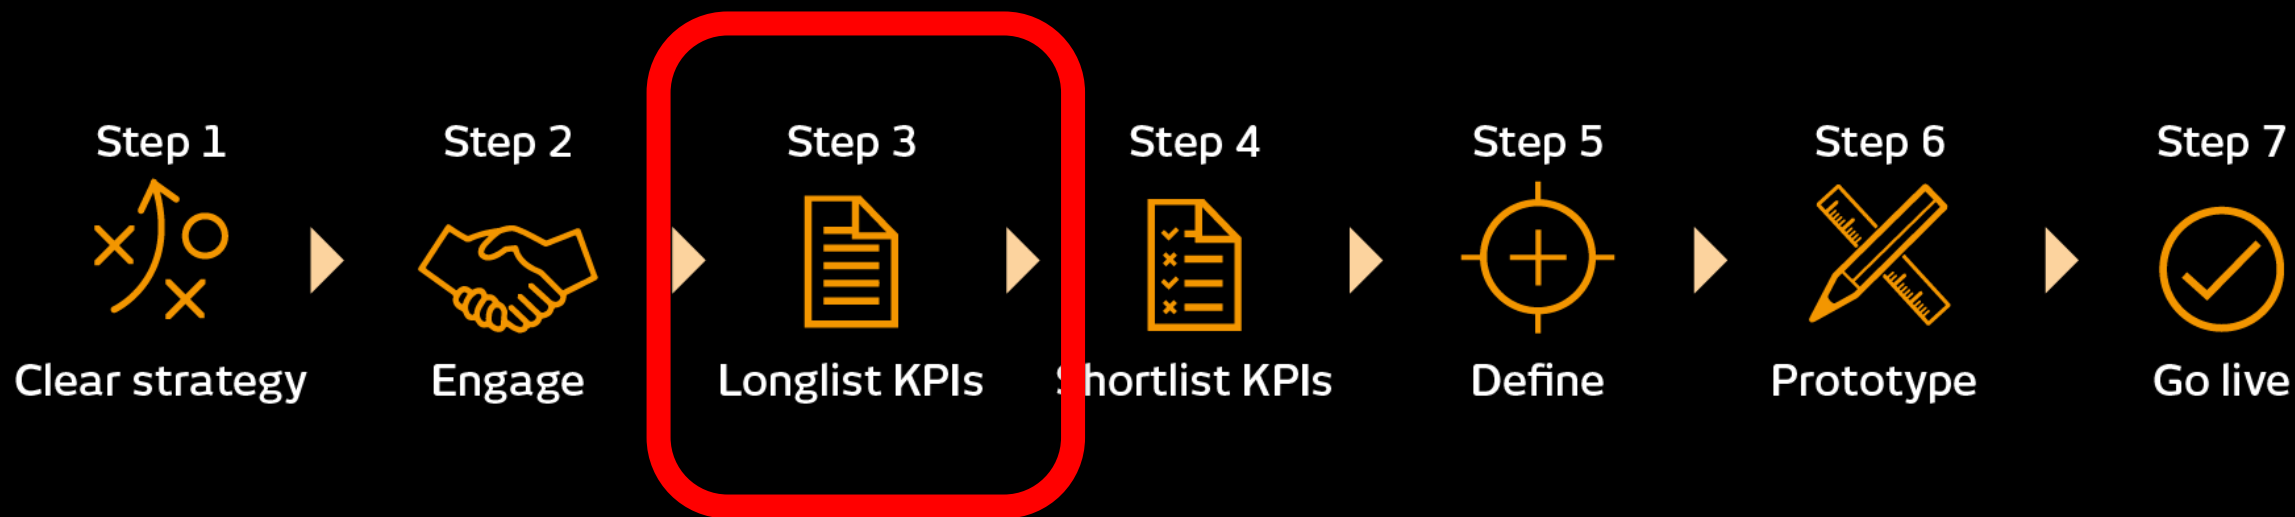 Step 1
Step 2
Step 3
Step 4
Step 5
Step 6
Step 7
Clear strategy
Engage
Longlist KPIs
Shortlist KPIs
Define
Prototype
Go live